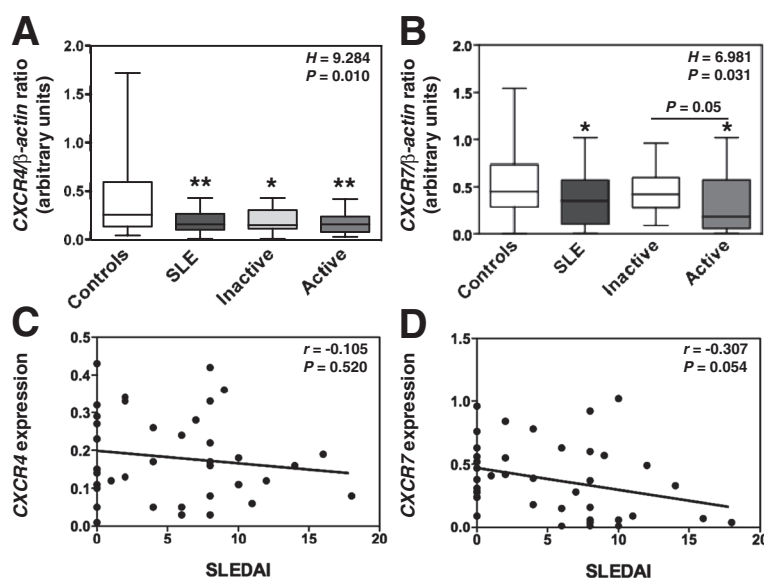 A
CXCR4/β-actin ratio
(arbitrary units)
2.0
1.5
1.0
0.5
0.0
H = 9.284
P = 0.010
**
*
**
Controls
SLE
Inactive
Active
B
CXCR7/β-actin ratio
(arbitrary units)
2.0
1.5
1.0
0.5
0.0
H = 6.981
P = 0.031
P = 0.05
*
*
Controls
SLE
Inactive
Active
C
CXCR4 expression
0.5
0.4
0.3
0.2
0.1
0.0
r = -0.105
P = 0.520
0
5
10
15
20
SLEDAI
D
CXCR7 expression
1.5
1.0
0.5
0.0
r = -0.307
P = 0.054
0
5
10
15
20
SLEDAI